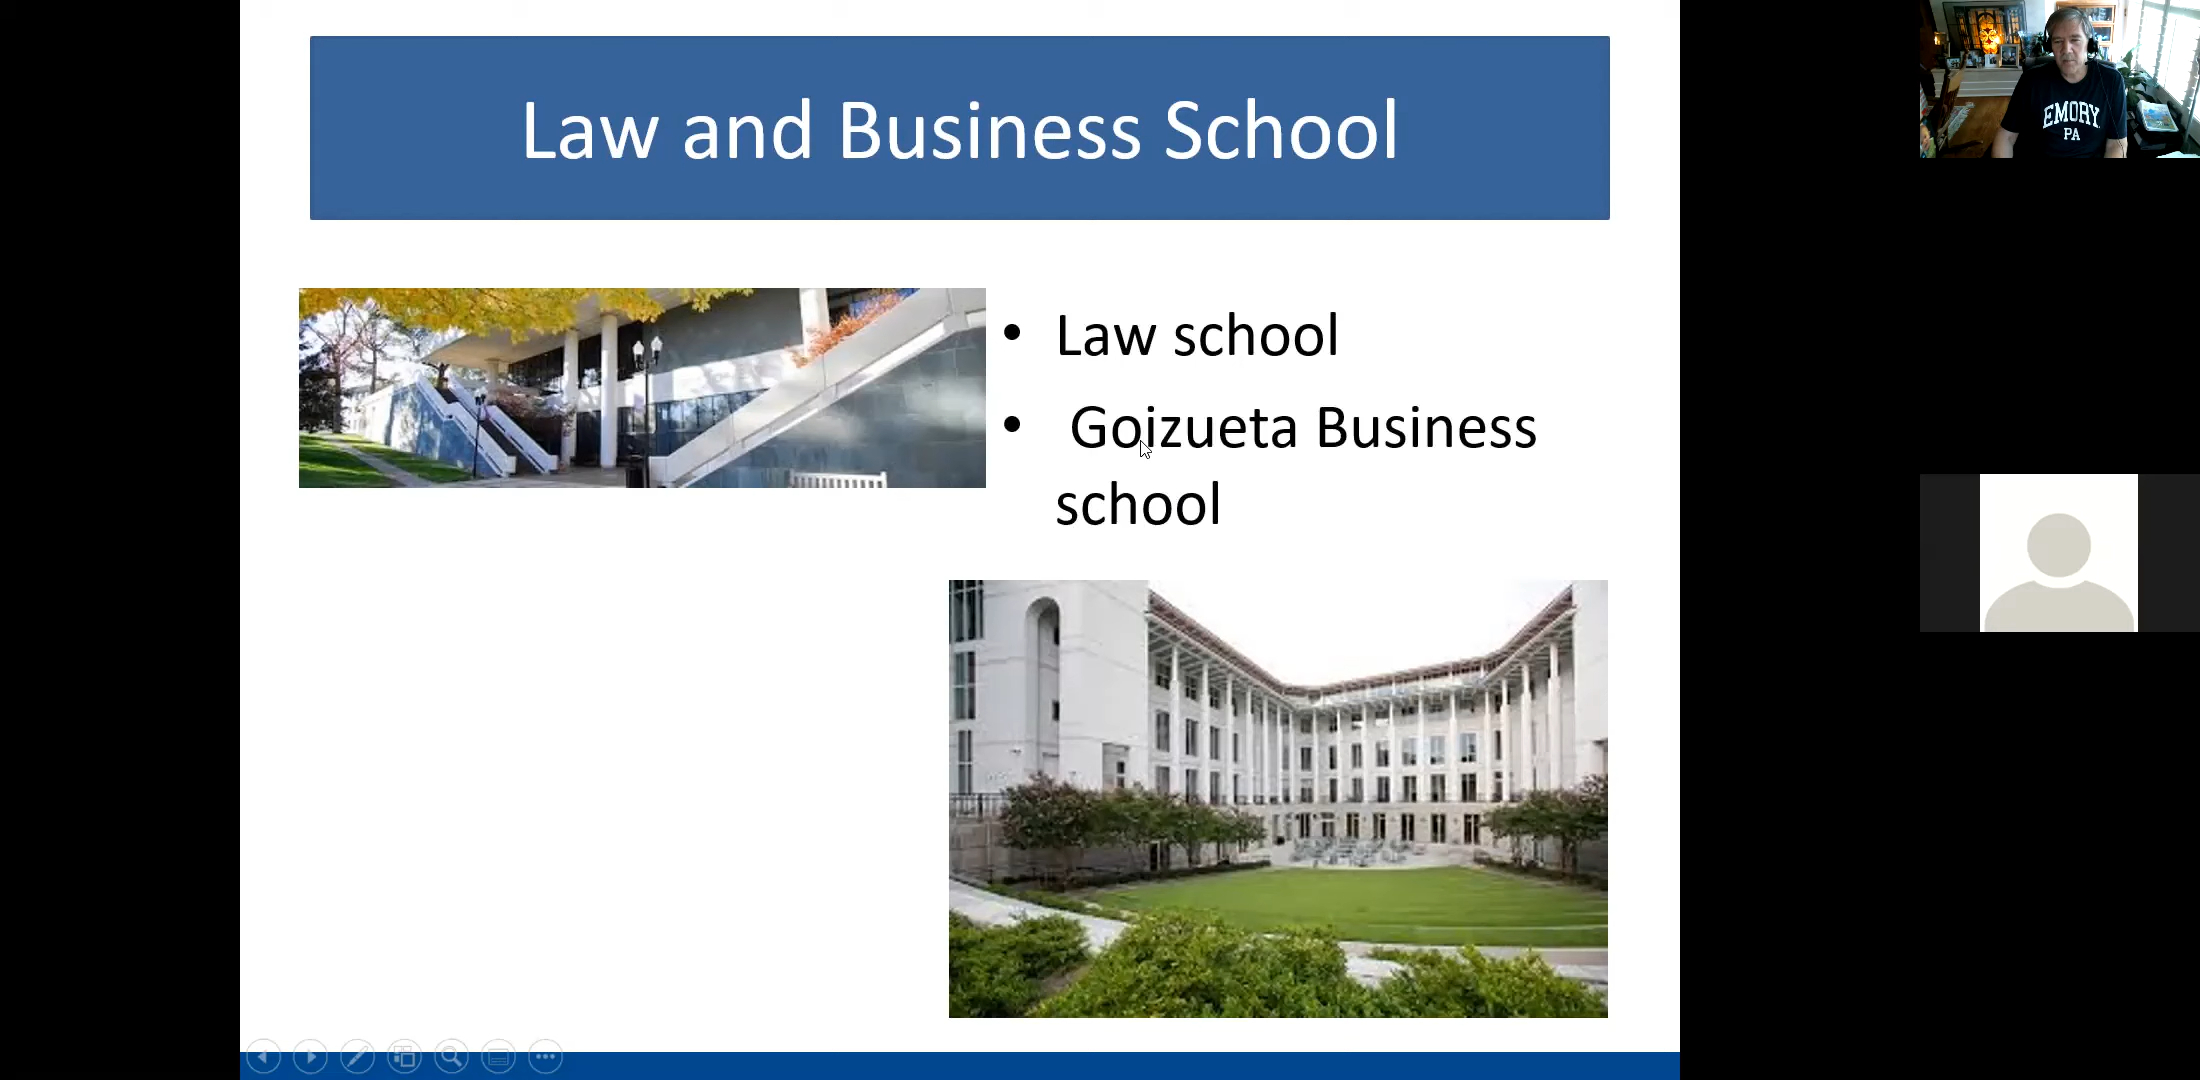 Law and Business School
• Law school
• Goizueta Business
school
EMORY
PA